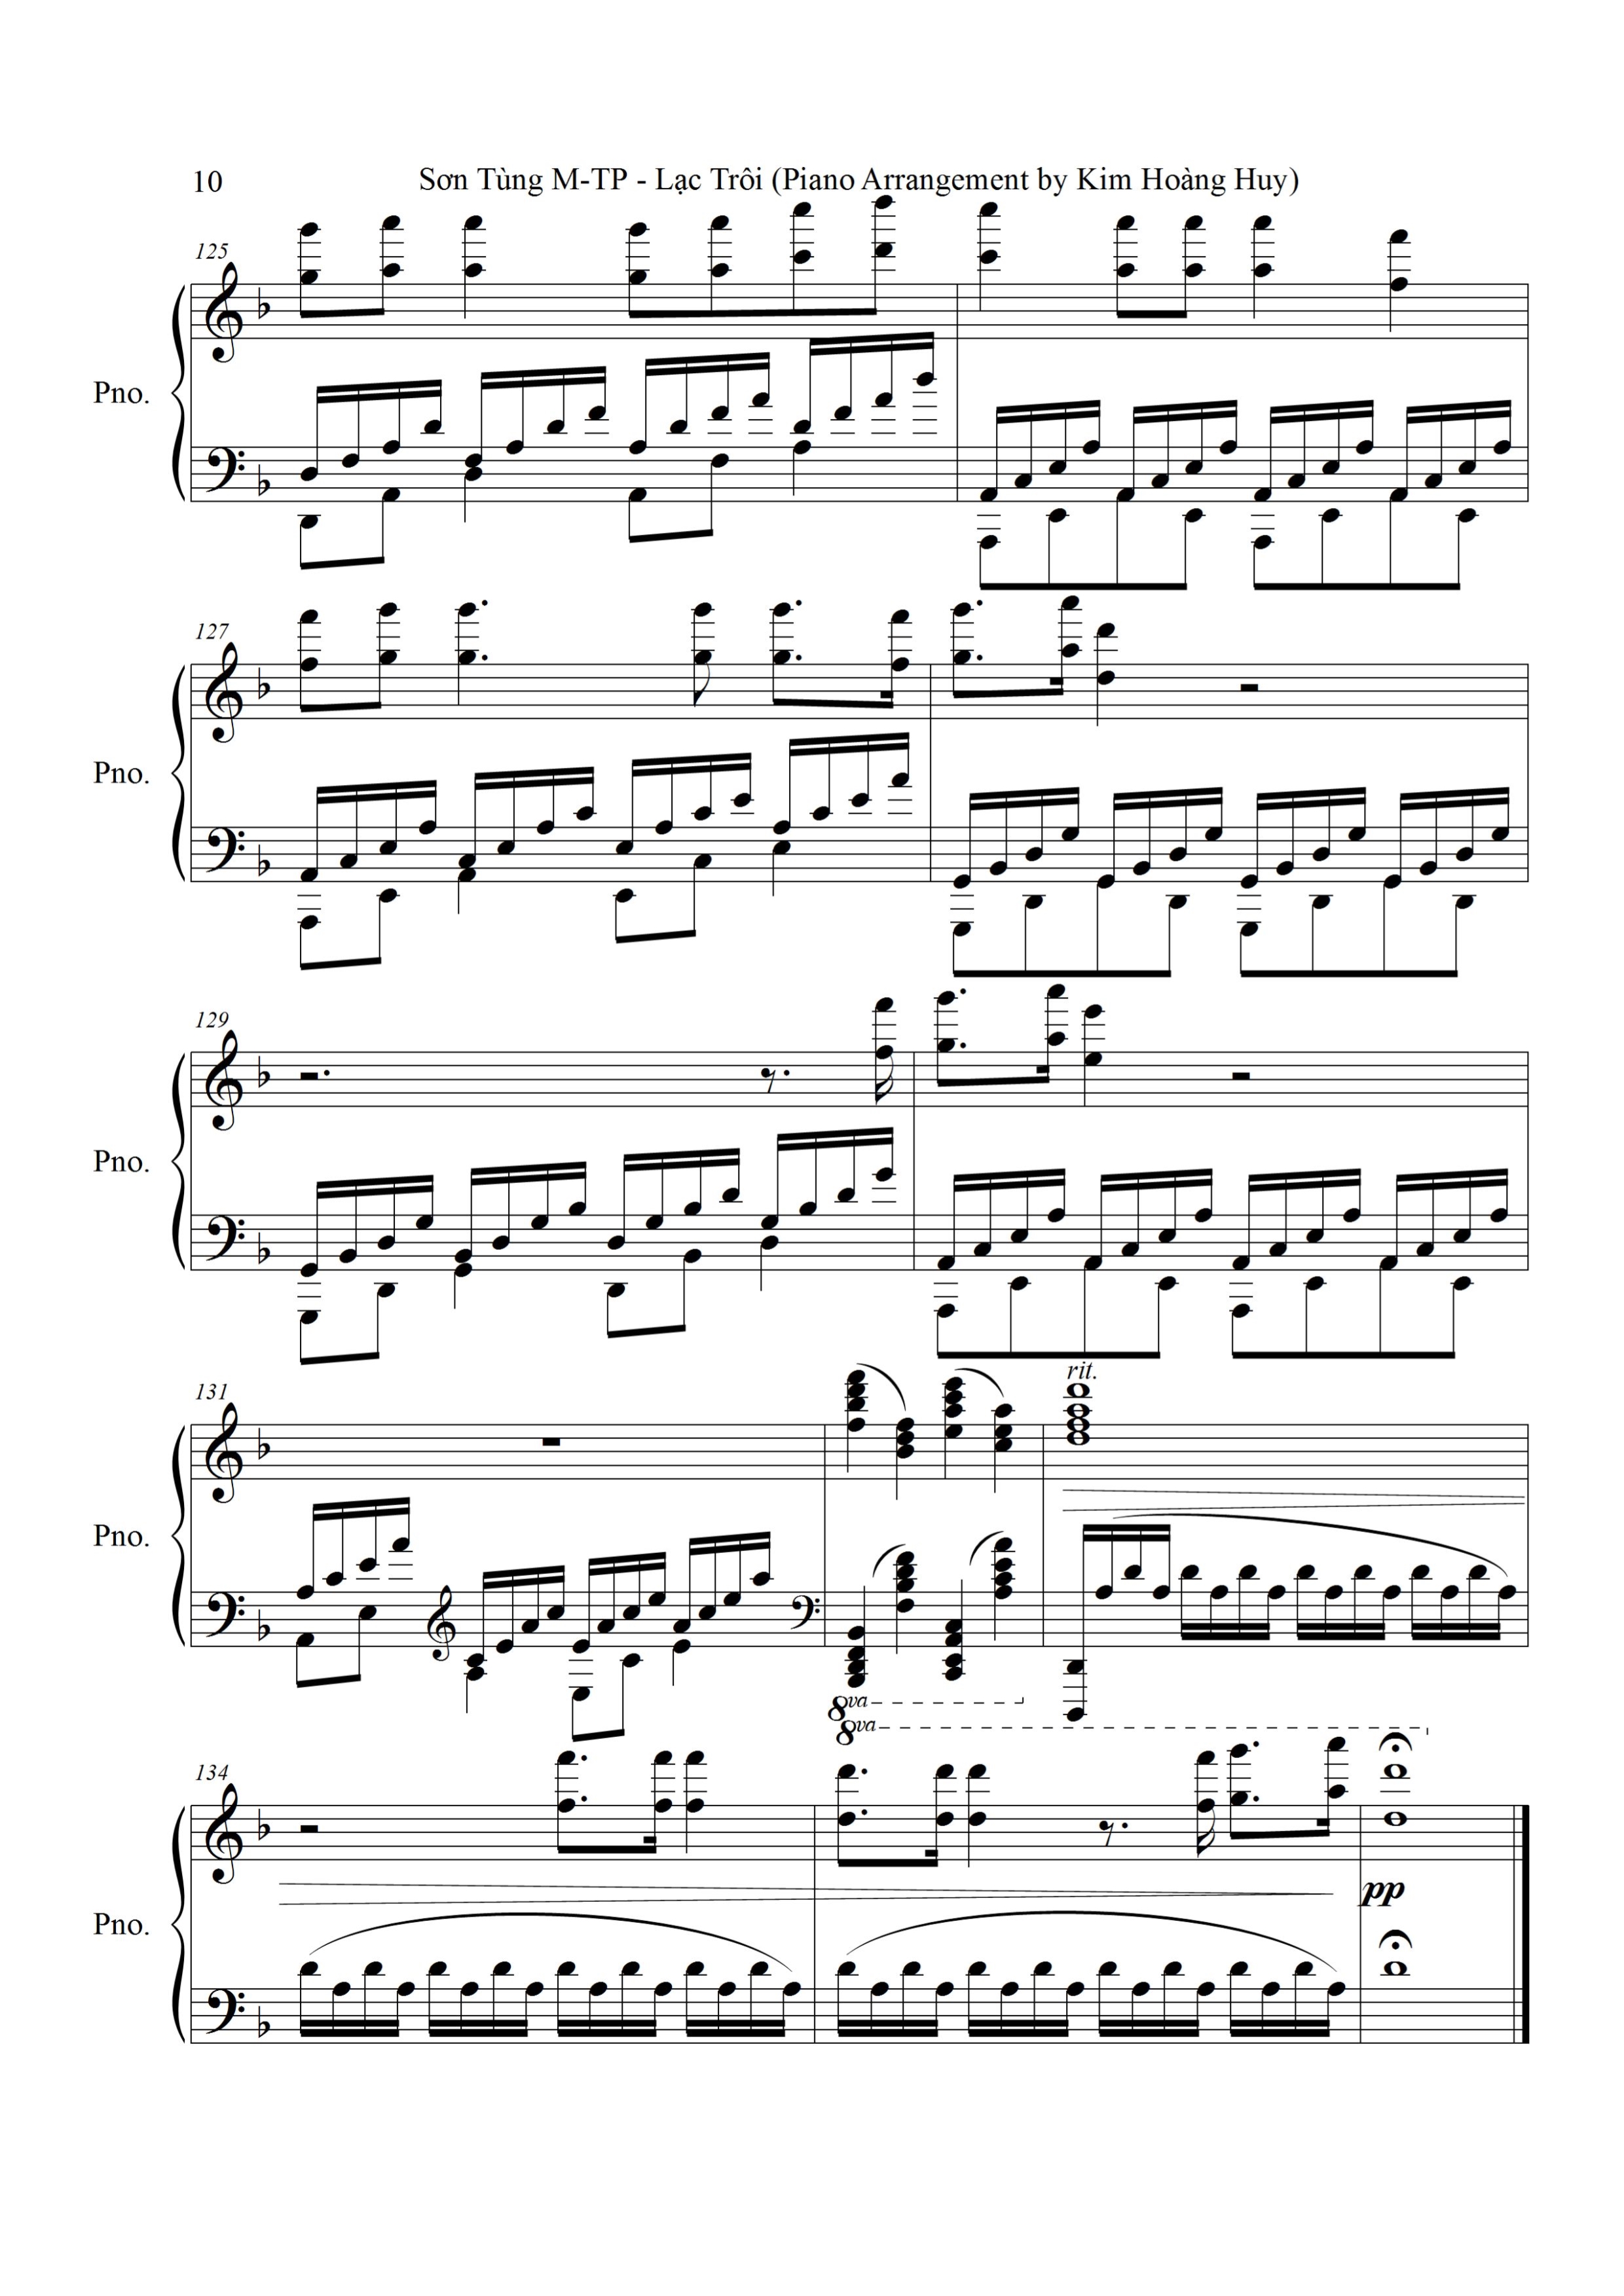 10
Sơn Tùng M-TP - Lạc Trôi (Piano Arrangement by Kim Hoàng Huy)
125
Pno.
127
Pno.
129
Pno.
rit.
131
Pno.
8va
8va
134
pp
Pno.